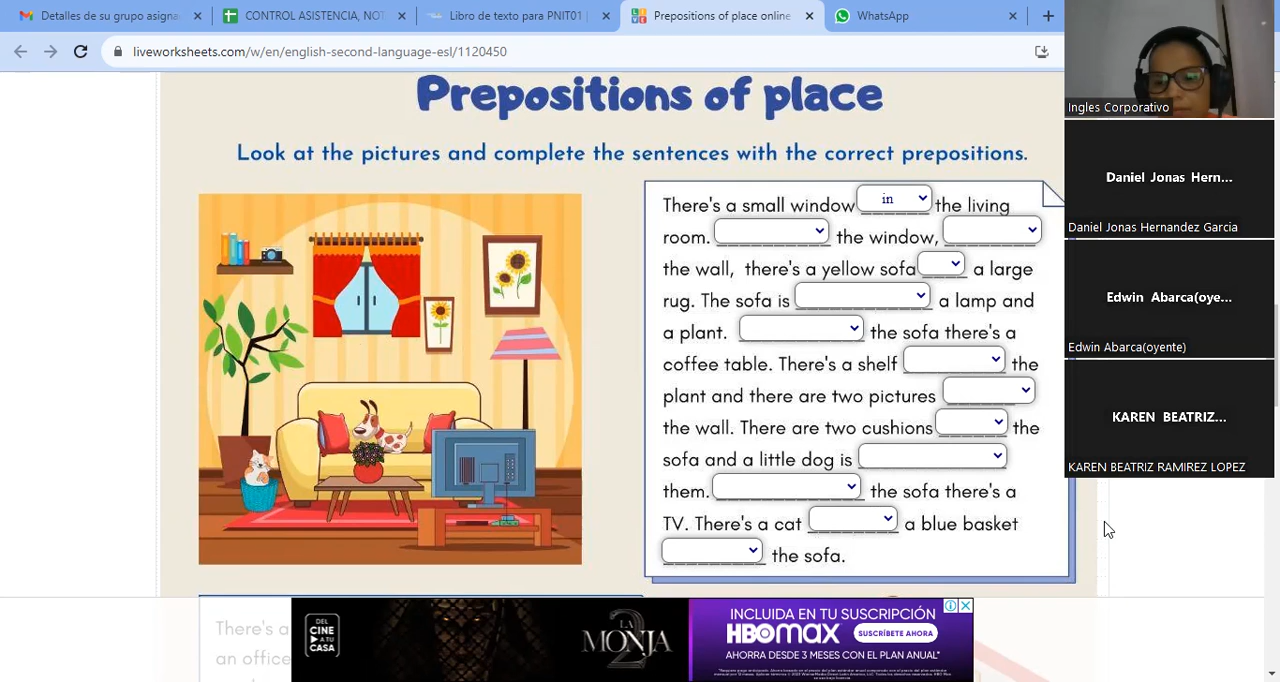 Detalles de su grupo asigna
CONTROL ASISTENCIA, NOT
Libro de texto para PNIT01 |
Prepositions of place online
WhatsApp
liveworksheets.com/w/en/english-second-language-esl/1120450
Prepositions of place
Look at the pictures and complete the sentences with the correct prepositions.
There's a small window in the living
room. the window,
the wall, there's a yellow sofa a large
rug. The sofa is a lamp and
a plant. the sofa there's a
coffee table. There's a shelf the
plant and there are two pictures
the wall. There are two cushions the
sofa and a little dog is
them. the sofa there's a
TV. There's a cat a blue basket
the sofa.
Ingles Corporativo
Daniel Jonas Hern...
Daniel Jonas Hernandez Garcia
Edwin Abarca(oye...
Edwin Abarca(oyente)
KAREN BEATRIZ...
KAREN BEATRIZ RAMIREZ LOPEZ
There's a
an office
DEL
CINE
A TU
CASA
LA
MONJA
2
INCLUIDA EN TU SUSCRIPCIÓN
HBOMAX
SUSCRÍBETE AHORA
AHORRA DESDE 3 MESES CON EL PLAN ANUAL*